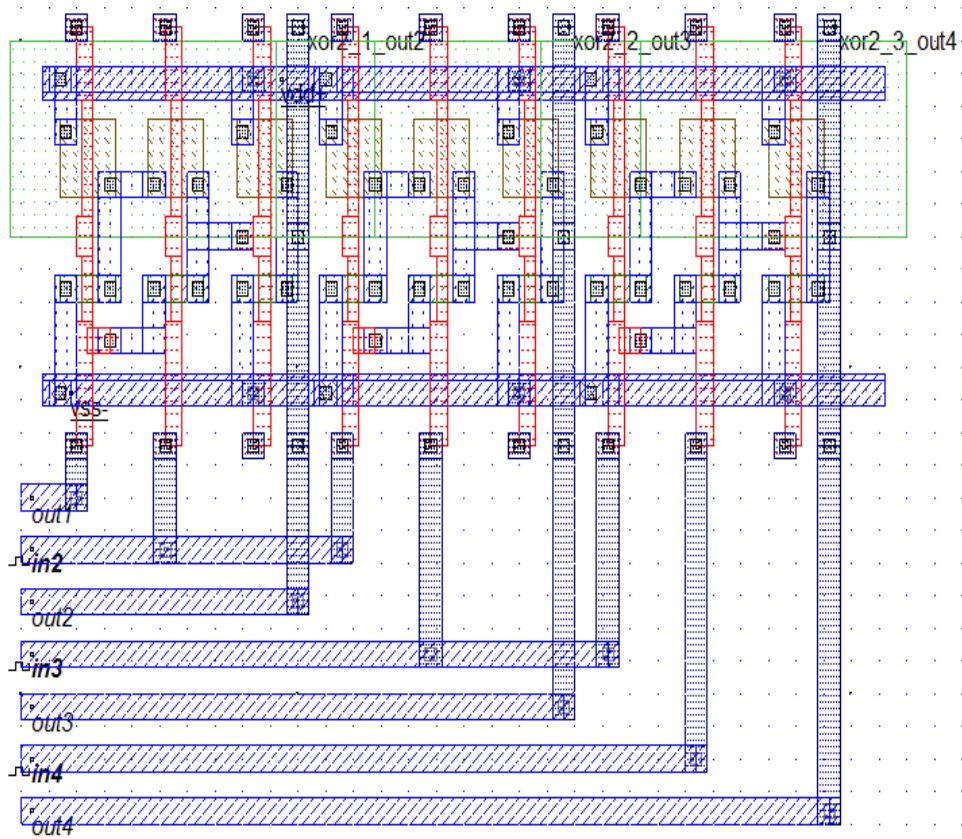 xor2_1_out2 xor2_2_out3 xor2_3_out4
vdd+
vss-
out1
in2
out2
in3
out3
in4
out4